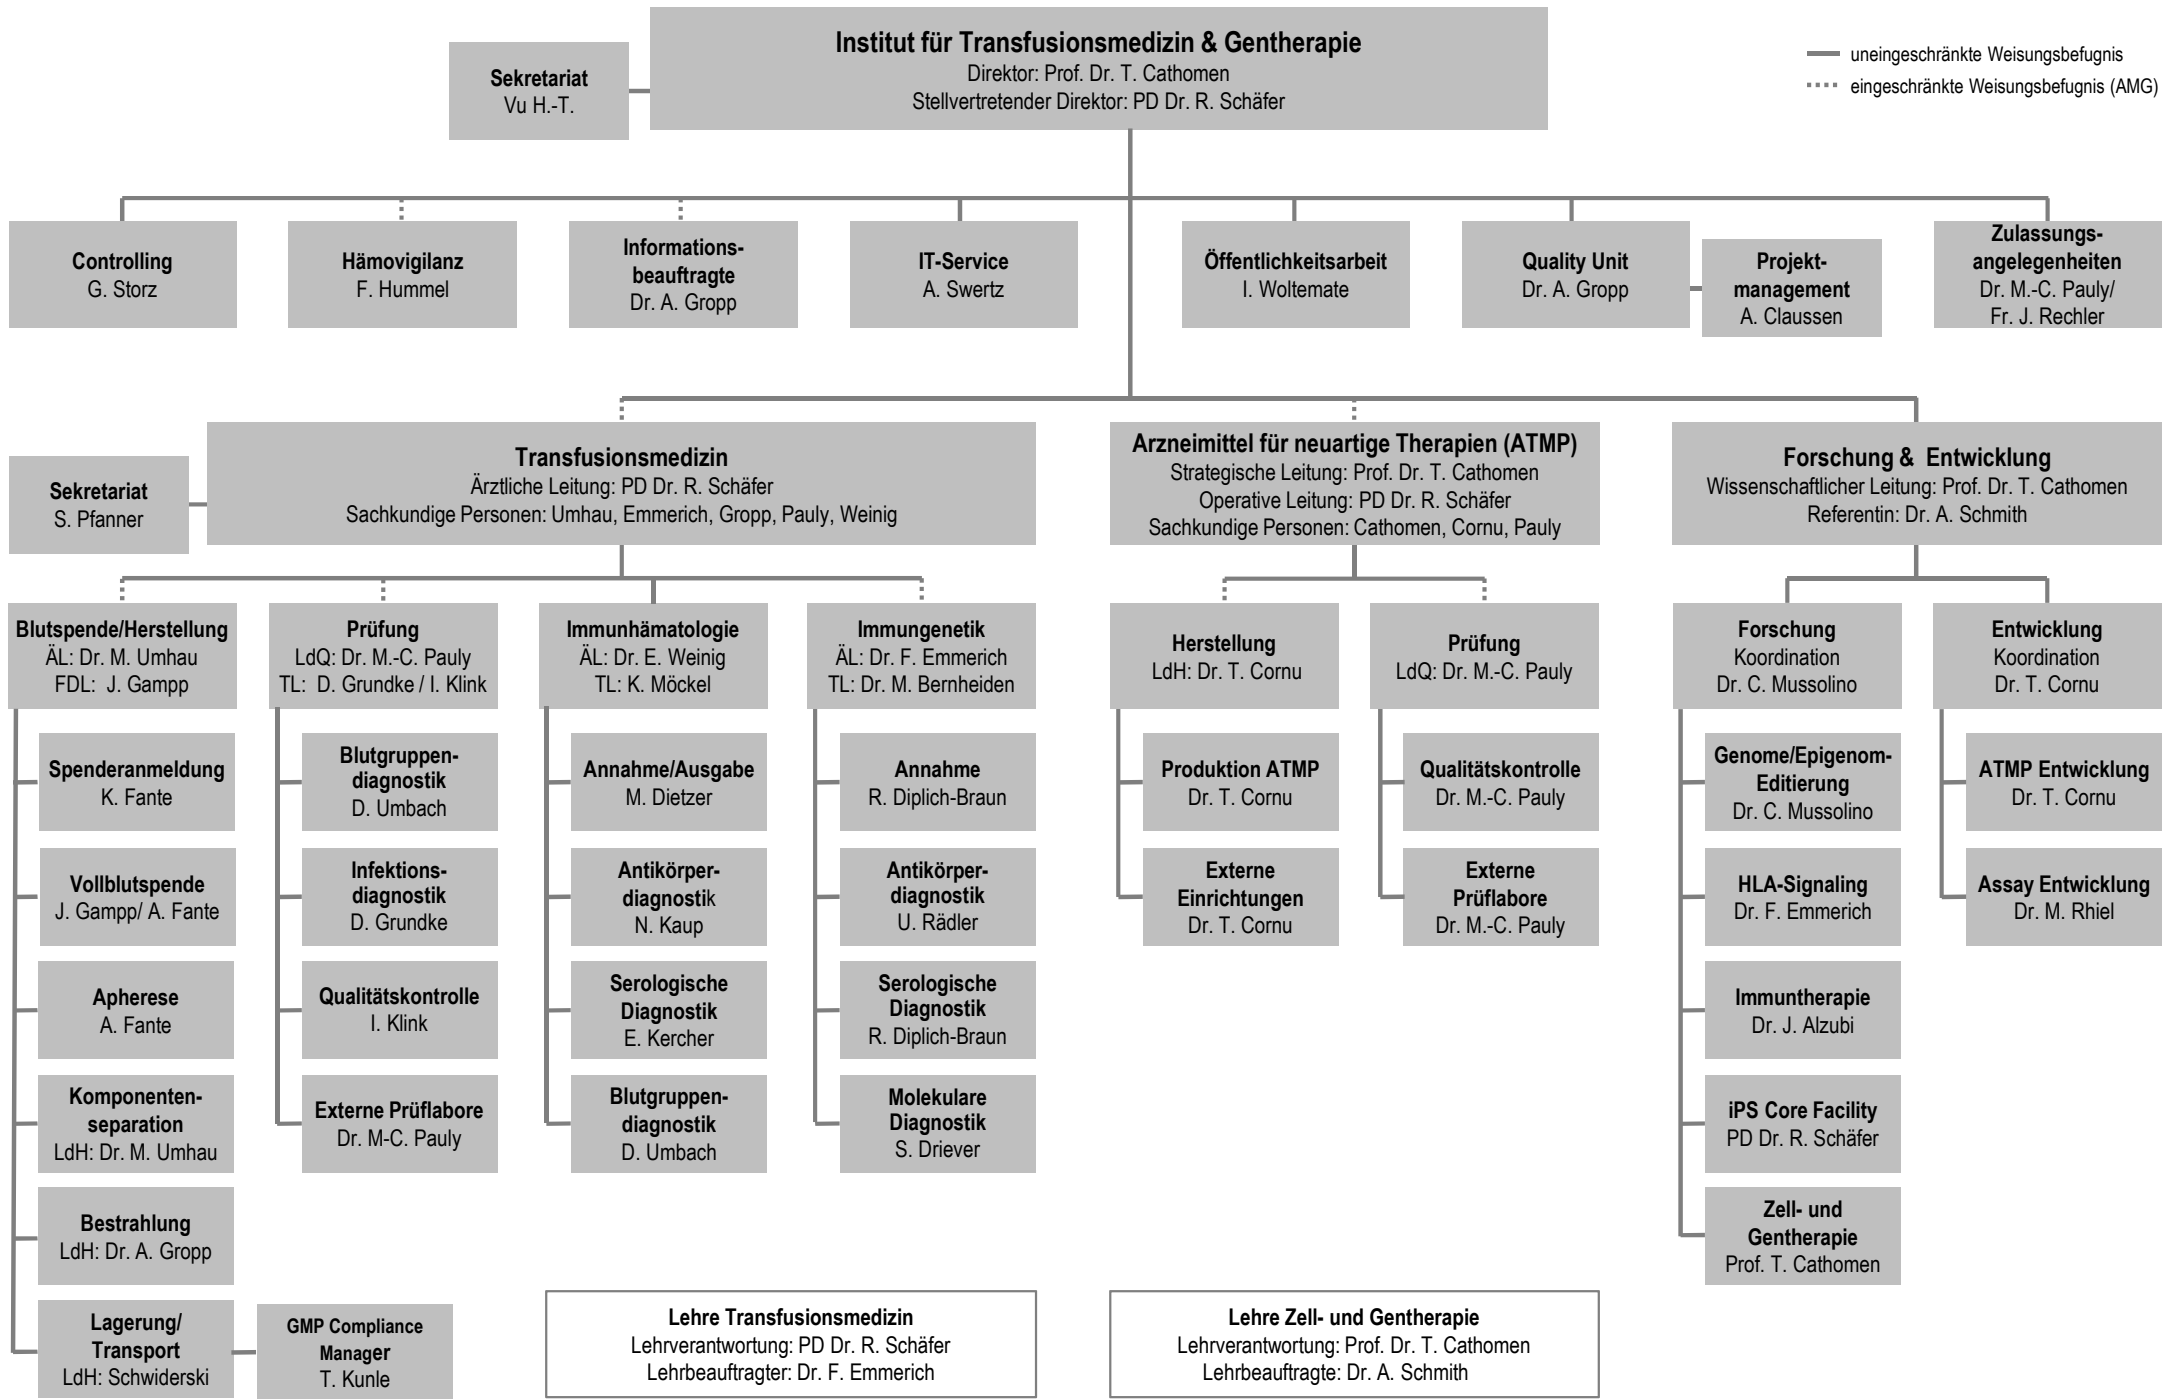 Institut für Transfusionsmedizin & Gentherapie
Direktor: Prof. Dr. T. Cathomen
Stellvertretender Direktor: PD Dr. R. Schäfer
Sekretariat
Vu H.-T.
uneingeschränkte Weisungsbefugnis
eingeschränkte Weisungsbefugnis (AMG)
Controlling
G. Storz
Hämovigilanz
F. Hummel
Informations-
beauftragte
Dr. A. Gropp
IT-Service
A. Swertz
Öffentlichkeitsarbeit
I. Woltemate
Quality Unit
Dr. A. Gropp
Projekt-
management
A. Claussen
Zulassungs-
angelegenheiten
Dr. M.-C. Pauly/
Fr. J. Rechler
Sekretariat
S. Pfanner
Transfusionsmedizin
Ärztliche Leitung: PD Dr. R. Schäfer
Sachkundige Personen: Umhau, Emmerich, Gropp, Pauly, Weinig
Arzneimittel für neuartige Therapien (ATMP)
Strategische Leitung: Prof. Dr. T. Cathomen
Operative Leitung: PD Dr. R. Schäfer
Sachkundige Personen: Cathomen, Cornu, Pauly
Forschung & Entwicklung
Wissenschaftlicher Leitung: Prof. Dr. T. Cathomen
Referentin: Dr. A. Schmith
Blutspende/Herstellung
ÄL: Dr. M. Umhau
FDL: J. Gampp
Prüfung
LdQ: Dr. M.-C. Pauly
TL: D. Grundke / I. Klink
Immunhämatologie
ÄL: Dr. E. Weinig
TL: K. Möckel
Immungenetik
ÄL: Dr. F. Emmerich
TL: Dr. M. Bernheiden
Herstellung
LdH: Dr. T. Cornu
Prüfung
LdQ: Dr. M.-C. Pauly
Forschung
Koordination
Dr. C. Mussolino
Entwicklung
Koordination
Dr. T. Cornu
Spenderanmeldung
K. Fante
Vollblutspende
J. Gampp/ A. Fante
Apherese
A. Fante
Komponenten-
separation
LdH: Dr. M. Umhau
Bestrahlung
LdH: Dr. A. Gropp
Lagerung/
Transport
LdH: Schwiderski
GMP Compliance
Manager
T. Kunle
Blutgruppen-
diagnostik
D. Umbach
Infektions-
diagnostik
D. Grundke
Qualitätskontrolle
I. Klink
Externe Prüflabore
Dr. M-C. Pauly
Annahme/Ausgabe
M. Dietzer
Antikörper-
diagnostik
N. Kaup
Serologische
Diagnostik
E. Kercher
Blutgruppen-
diagnostik
D. Umbach
Annahme
R. Diplich-Braun
Antikörper-
diagnostik
U. Rädler
Serologische
Diagnostik
R. Diplich-Braun
Molekulare
Diagnostik
S. Driever
Produktion ATMP
Dr. T. Cornu
Externe
Einrichtungen
Dr. T. Cornu
Qualitätskontrolle
Dr. M.-C. Pauly
Externe
Prüflabore
Dr. M.-C. Pauly
Genome/Epigenom-
Editierung
Dr. C. Mussolino
HLA-Signaling
Dr. F. Emmerich
Immuntherapie
Dr. J. Alzubi
iPS Core Facility
PD Dr. R. Schäfer
Zell- und
Gentherapie
Prof. T. Cathomen
ATMP Entwicklung
Dr. T. Cornu
Assay Entwicklung
Dr. M. Rhiel
Lehre Transfusionsmedizin
Lehrverantwortung: PD Dr. R. Schäfer
Lehrbeauftragter: Dr. F. Emmerich
Lehre Zell- und Gentherapie
Lehrverantwortung: Prof. Dr. T. Cathomen
Lehrbeauftragte: Dr. A. Schmith